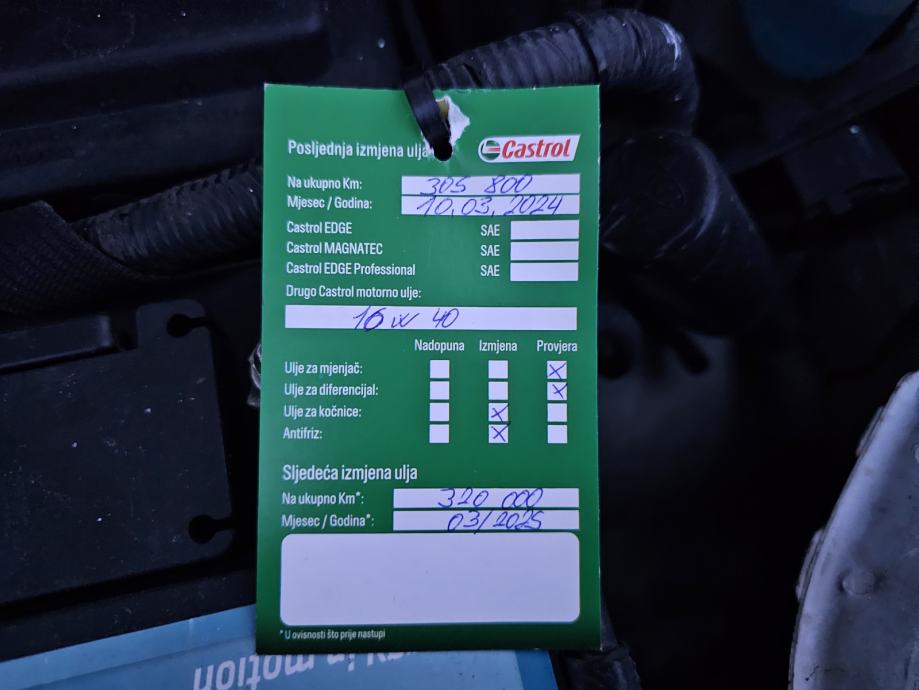 Posljednja izmjena ulja
Castrol
Na ukupno Km: 305 800
Mjesec / Godina: 10.03.2024
Castrol EDGE SAE
Castrol MAGNATEC SAE
Castrol EDGE Professional SAE
Drugo Castrol motorno ulje:
10 w 40
Nadopuna Izmjena Provjera
Ulje za mjenjač: X
Ulje za diferencijal: X
Ulje za kočnice: X
Antifriz: X
Sljedeća izmjena ulja
Na ukupno Km*: 320 000
Mjesec / Godina*: 03/2025
* U ovisnosti što prije nastupi
in motion